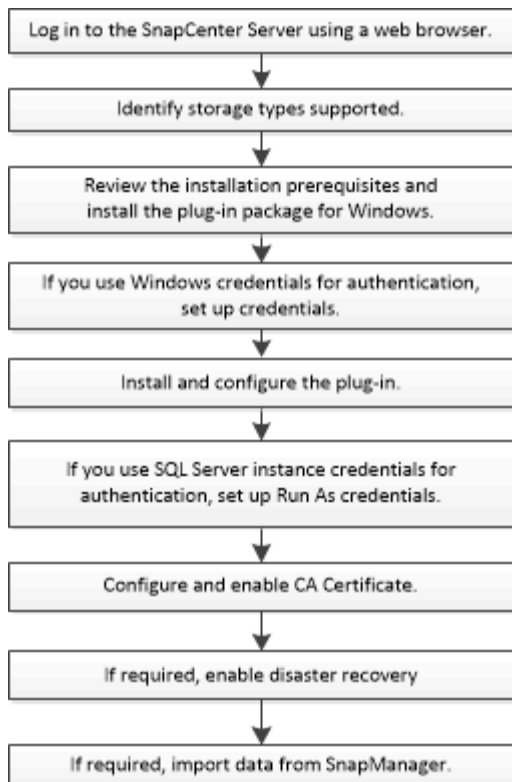 Log in to the SnapCenter Server using a web browser.
Identify storage types supported.
Review the installation prerequisites and
install the plug-in package for Windows.
If you use Windows credentials for authentication,
set up credentials.
Install and configure the plug-in.
If you use SQL Server instance credentials for
authentication, set up Run As credentials.
Configure and enable CA Certificate.
If required, enable disaster recovery
If required, import data from SnapManager.